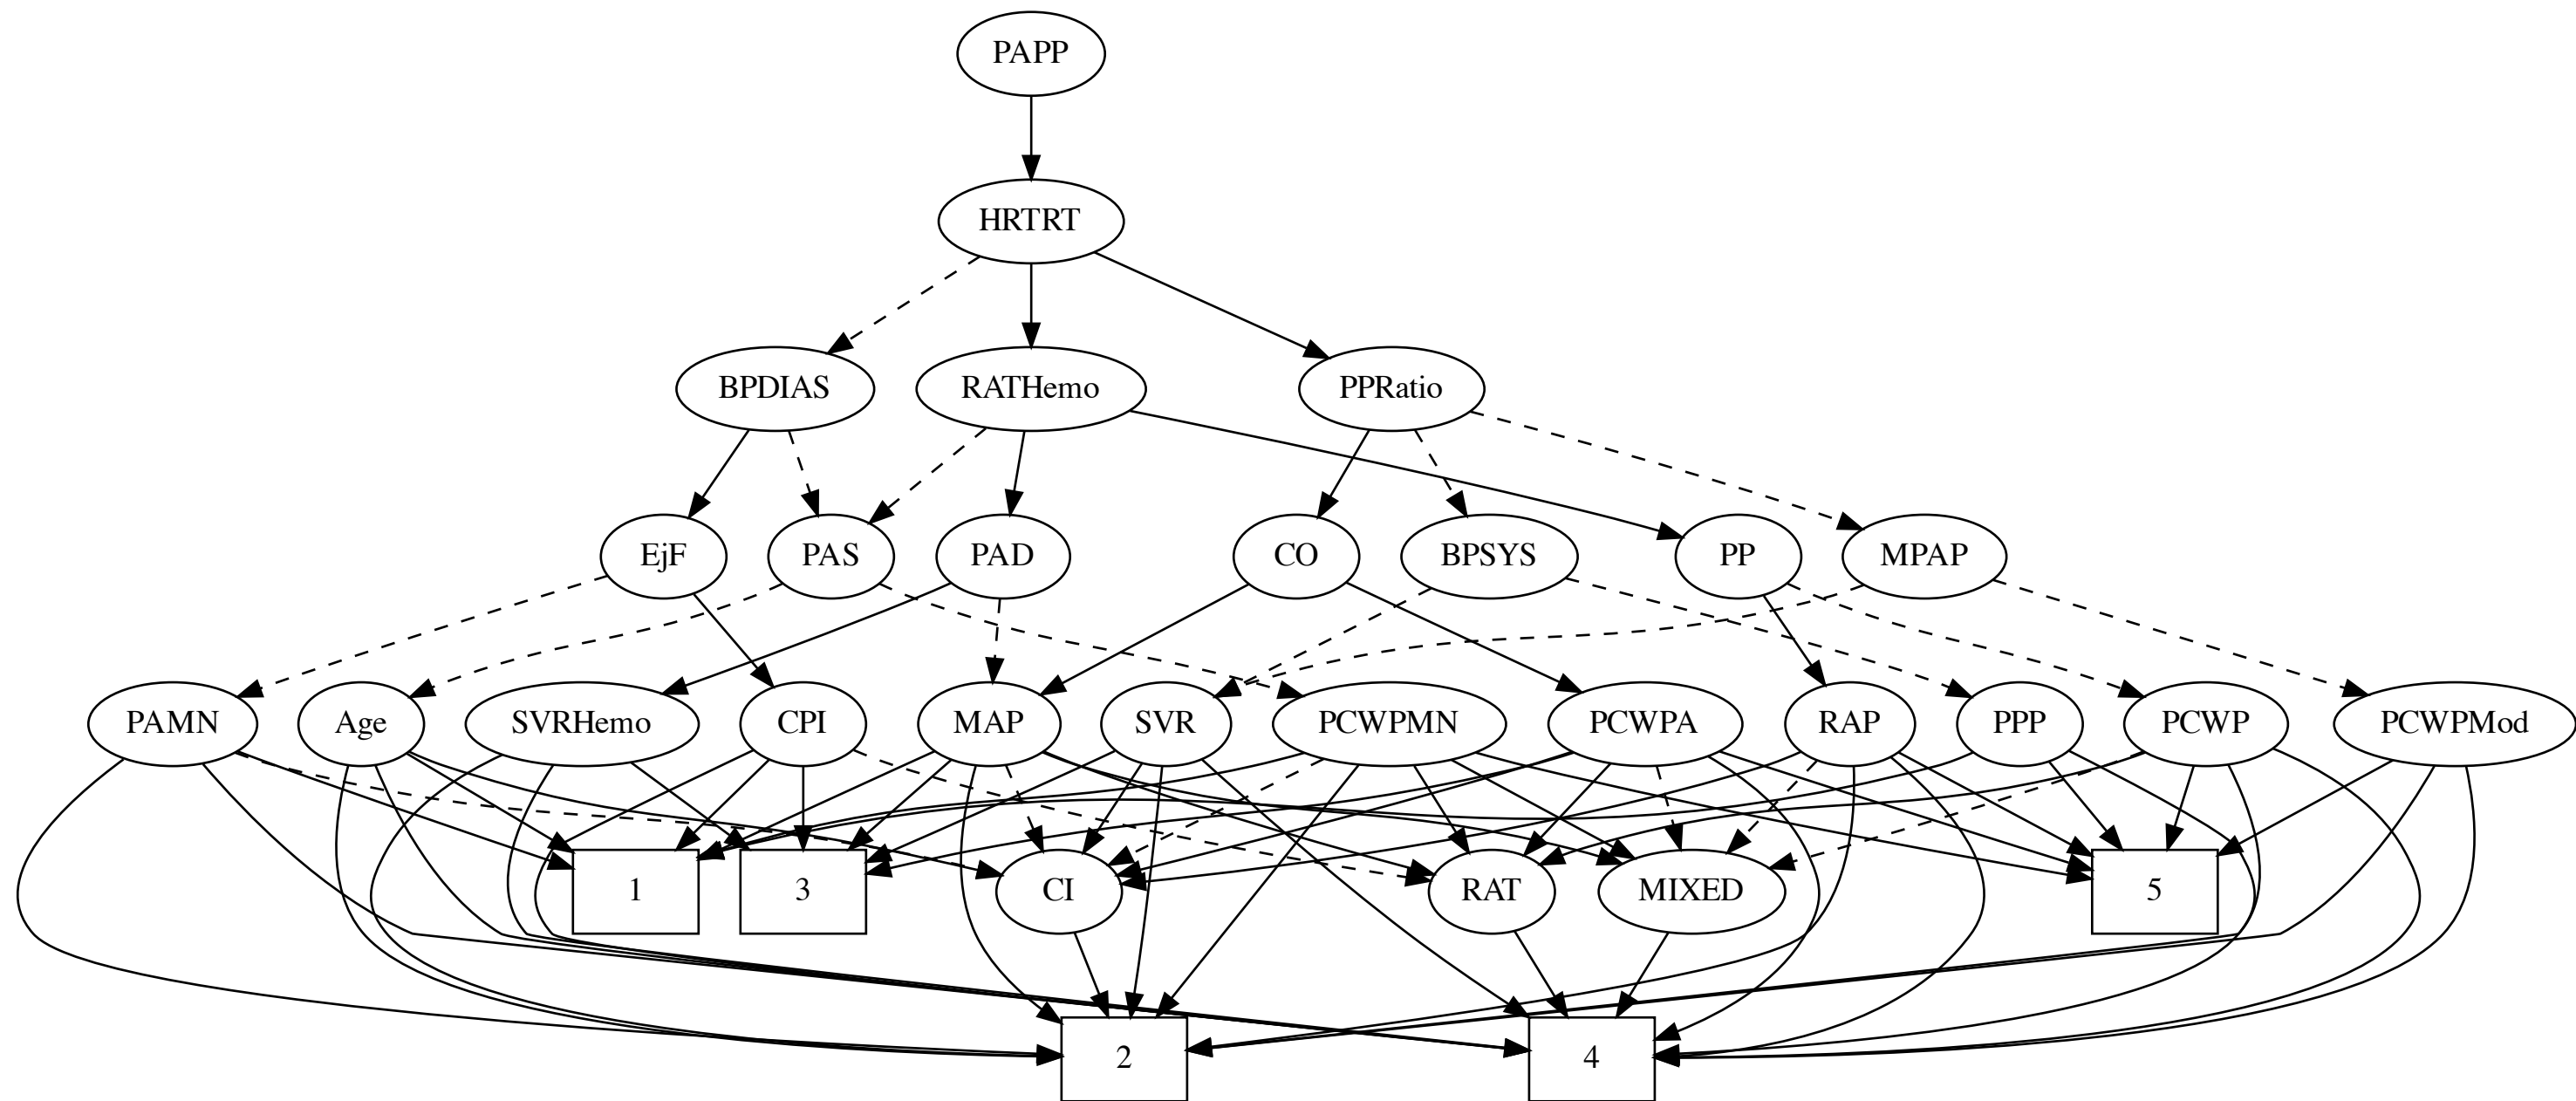 PAPP
HRTRT
BPDIAS
RATHemo
PPRatio
EjF
PAS
PAD
CO
BPSYS
PP
MPAP
PAMN
Age
SVRHemo
CPI
MAP
SVR
PCWPMN
PCWPA
RAP
PPP
PCWP
PCWPMod
1
3
CI
RAT
MIXED
5
2
4